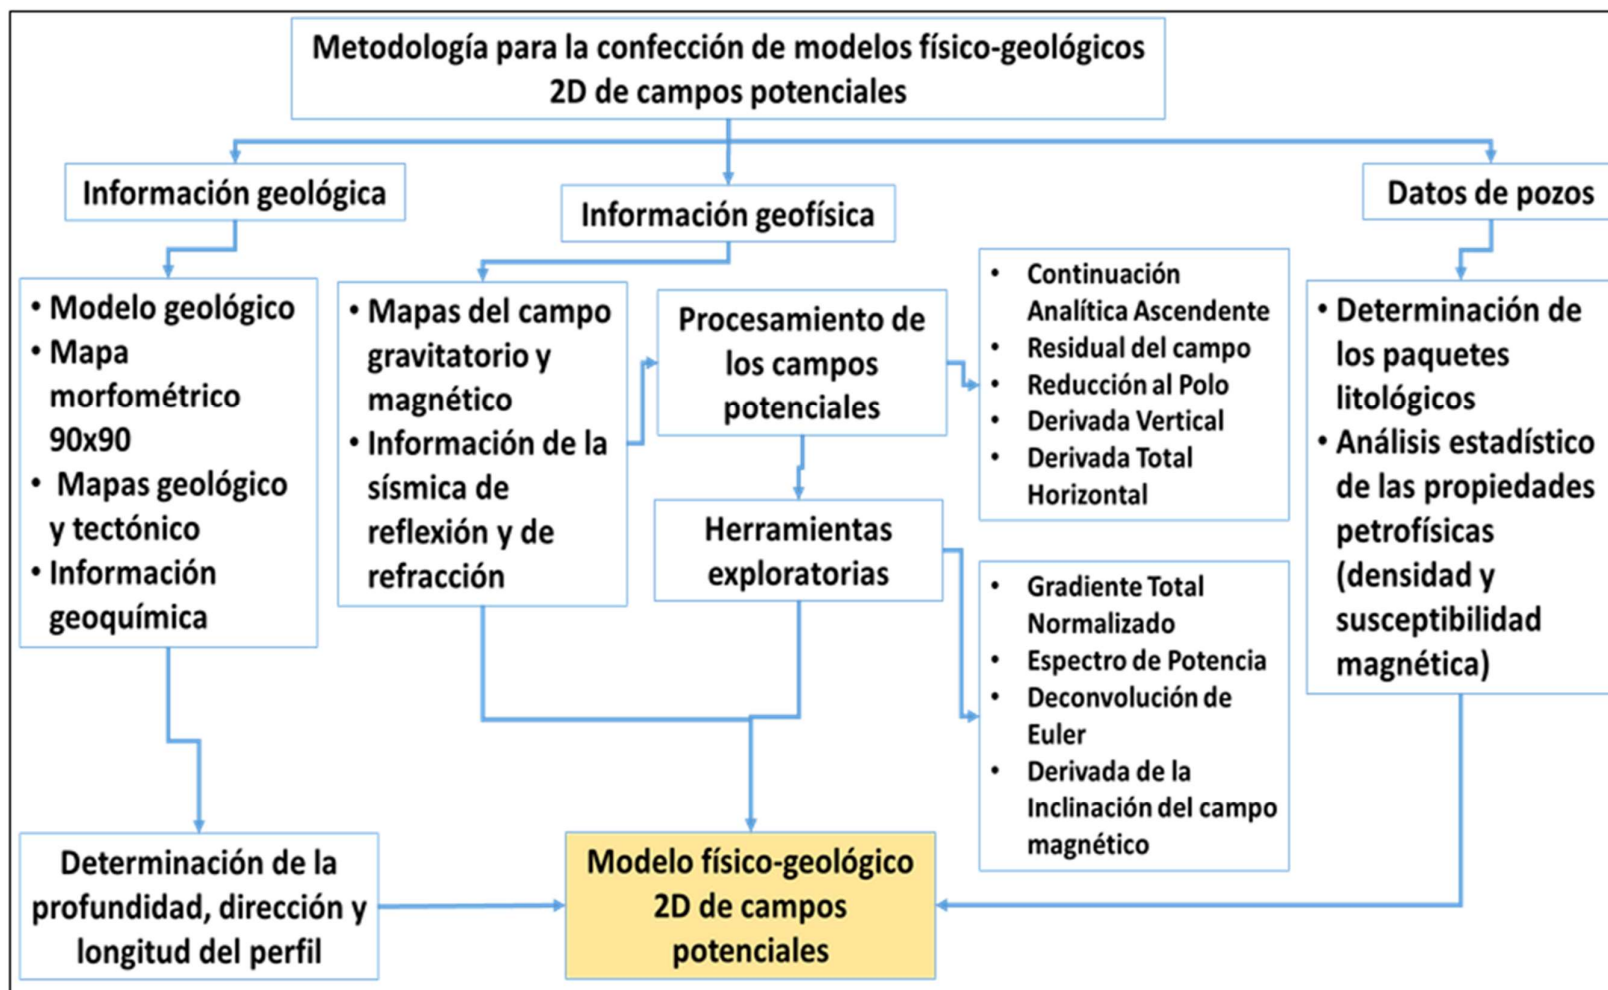 Metodología para la confección de modelos físico-geológicos
2D de campos potenciales
Información geológica
• Modelo geológico
• Mapa
morfométrico
90x90
• Mapas geológico
y tectónico
• Información
geoquímica
Determinación de la
profundidad, dirección y
longitud del perfil
Información geofísica
• Mapas del campo
gravitatorio y
magnético
• Información de la
sísmica de
reflexión y de
refracción
Procesamiento de
los campos
potenciales
• Continuación
Analítica Ascendente
• Residual del campo
• Reducción al Polo
• Derivada Vertical
• Derivada Total
Horizontal
Herramientas
exploratorias
• Gradiente Total
Normalizado
• Espectro de Potencia
• Deconvolución de
Euler
• Derivada de la
Inclinación del campo
magnético
Datos de pozos
• Determinación de
los paquetes
litológicos
• Análisis estadístico
de las propiedades
petrofísicas
(densidad y
susceptibilidad
magnética)
Modelo físico-geológico
2D de campos
potenciales